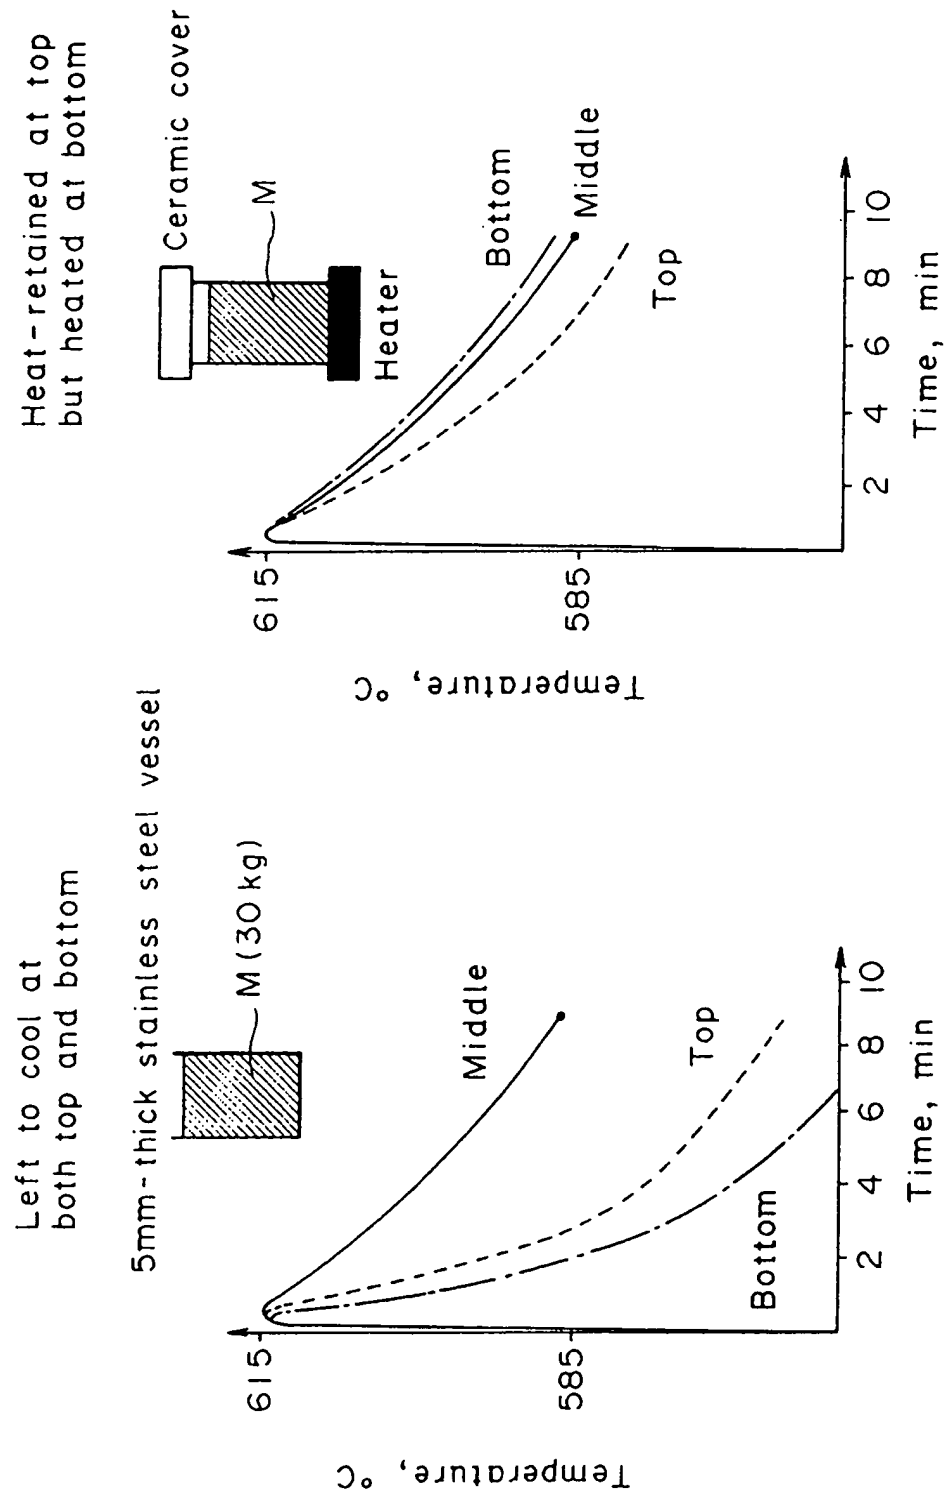 Left to cool at
both top and bottom
5mm-thick stainless steel vessel
M (30 kg)
Temperature, °C
615
585
Middle
Top
Bottom
2 4 6 8 10
Time, min
Heat-retained at top
but heated at bottom
Ceramic cover
M
Heater
Temperature, °C
615
585
Bottom
Middle
Top
2 4 6 8 10
Time, min